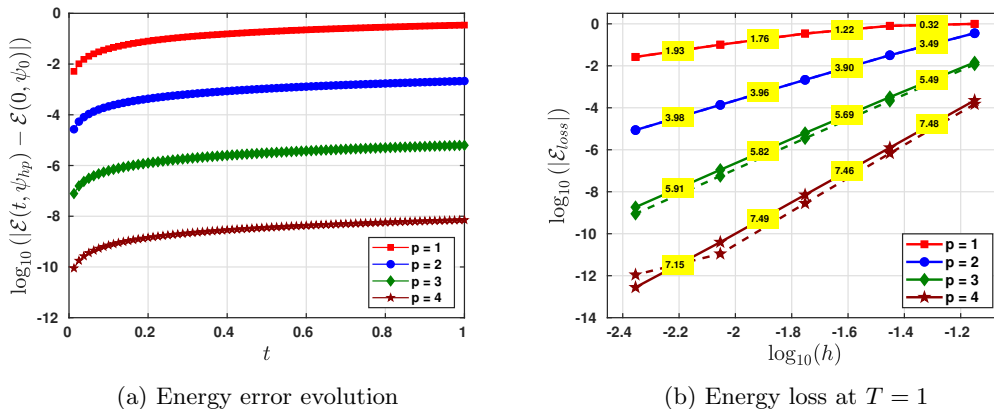 log10 (|ℰ(t, ψhp) − ℰ(0, ψ0)|)
0
-2
-4
-6
-8
-10
-12
0 0.2 0.4 0.6 0.8 1
t
p = 1
p = 2
p = 3
p = 4
(a) Energy error evolution
log10 (|ℰloss|)
0
-2
-4
-6
-8
-10
-12
-14
-2.4 -2.2 -2 -1.8 -1.6 -1.4 -1.2
log10(h)
1.93 1.76 1.22 0.32
3.98 3.96 3.90 3.49
5.91 5.82 5.69 5.49
7.15 7.49 7.46 7.48
p = 1
p = 2
p = 3
p = 4
(b) Energy loss at T = 1